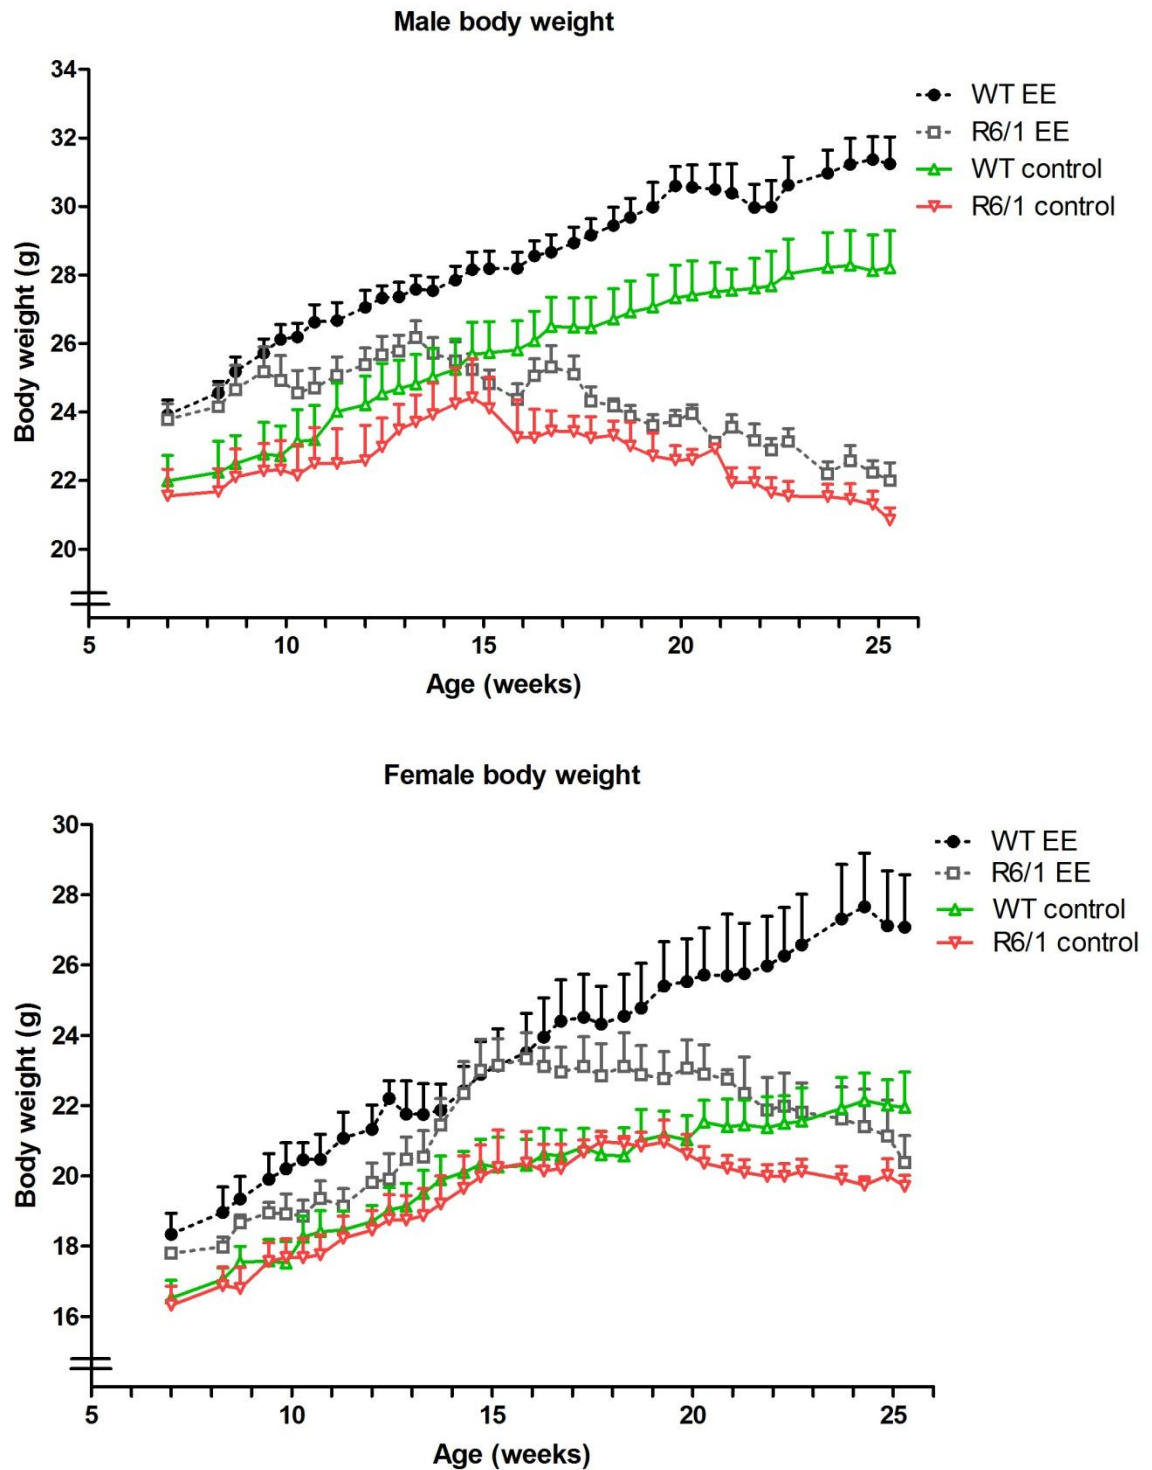 Male body weight
34
32
30
28
26
24
22
20
Body weight (g)
5
10
15
20
25
Age (weeks)
WT EE
R6/1 EE
WT control
R6/1 control
Female body weight
30
28
26
24
22
20
18
16
Body weight (g)
5
10
15
20
25
Age (weeks)
WT EE
R6/1 EE
WT control
R6/1 control